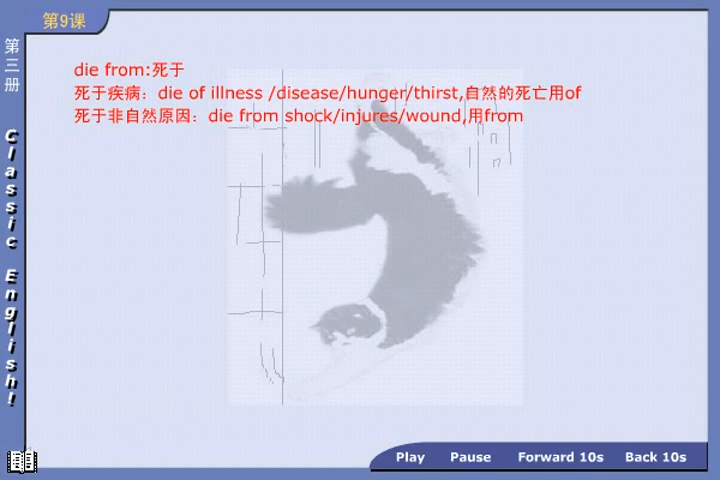 第9课
第三册
Classic English!
die from:死于
死于疾病：die of illness /disease/hunger/thirst,自然的死亡用of
死于非自然原因：die from shock/injures/wound,用from
Play Pause Forward 10s Back 10s